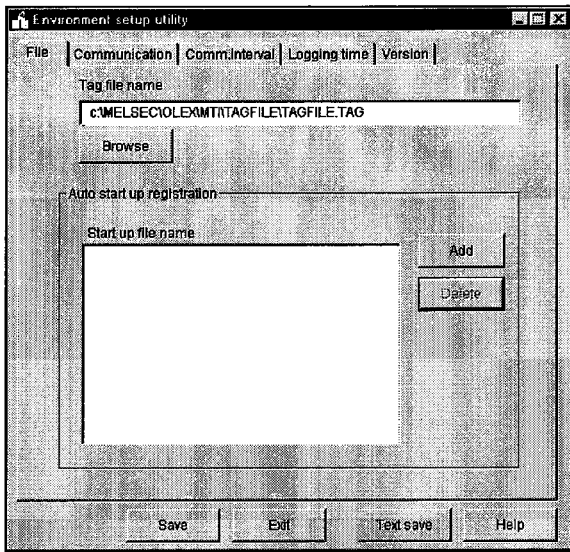 Environment setup utility
File Communication Comm.Interval Logging time Version
Tag file name
c:\MELSEC\OLEX\MTI\TAGFILE\TAGFILE.TAG
Browse
Auto start up registration
Start up file name
Add
Delete
Save Exit Text save Help